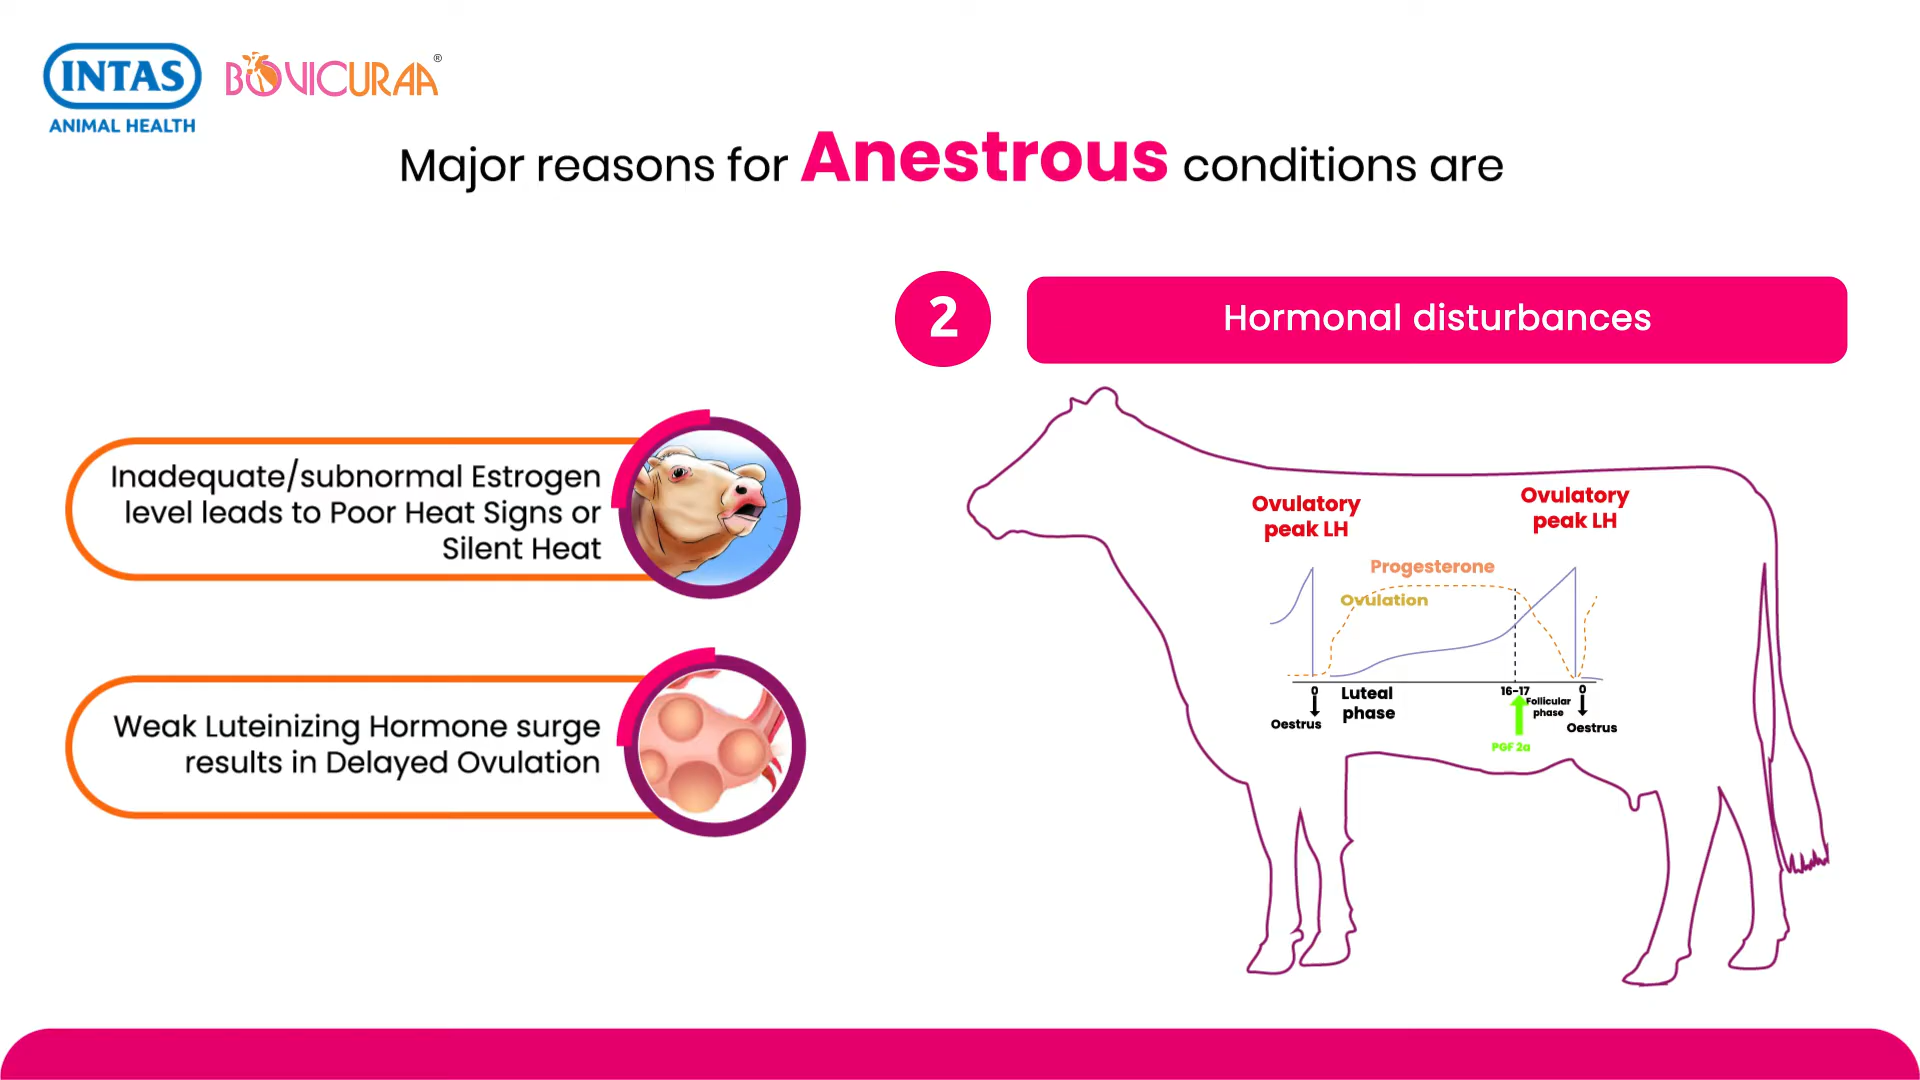 INTAS
ANIMAL HEALTH
BOVICURAA®
Major reasons for Anestrous conditions are
2
Hormonal disturbances
Inadequate/subnormal Estrogen
level leads to Poor Heat Signs or
Silent Heat
Weak Luteinizing Hormone surge
results in Delayed Ovulation
Ovulatory
peak LH
Ovulatory
peak LH
Progesterone
Ovulation
0
Oestrus
Luteal
phase
16-17
Follicular
phase
PGF 2a
0
Oestrus